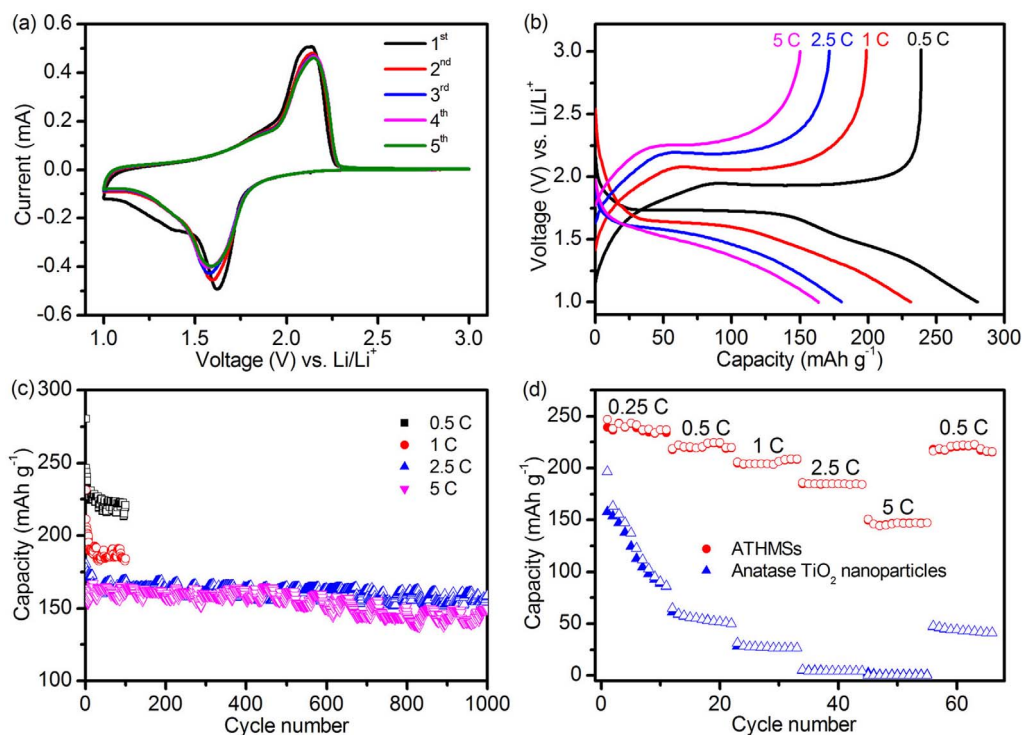 (a)
0.6
0.4
0.2
0.0
-0.2
-0.4
-0.6
Current (mA)
1st
2nd
3rd
4th
5th
1.0 1.5 2.0 2.5 3.0
Voltage (V) vs. Li/Li+
(b)
5 C 2.5 C 1 C 0.5 C
3.0
2.5
2.0
1.5
1.0
Voltage (V) vs. Li/Li+
0 50 100 150 200 250 300
Capacity (mAh g-1)
(c)
300
250
200
150
100
Capacity (mAh g-1)
0.5 C
1 C
2.5 C
5 C
0 200 400 600 800 1000
Cycle number
(d)
250
200
150
100
50
0
Capacity (mAh g-1)
0.25 C
0.5 C
1 C
2.5 C
5 C
0.5 C
ATHMSs
Anatase TiO2 nanoparticles
0 20 40 60
Cycle number